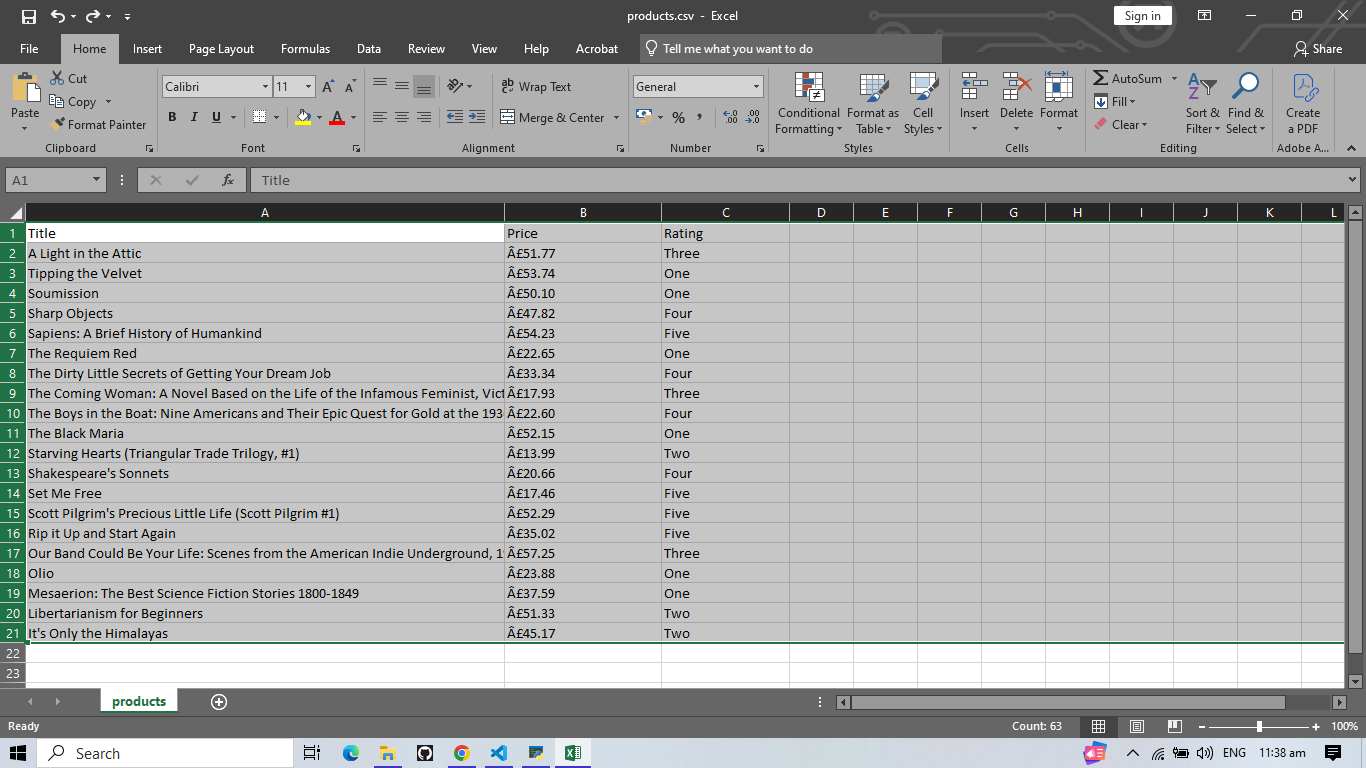 products.csv - Excel
Sign in
File Home Insert Page Layout Formulas Data Review View Help Acrobat Tell me what you want to do Share
Paste
Cut
Copy
Format Painter
Clipboard
Calibri 11
B I U
Font
Wrap Text
Merge & Center
Alignment
General
Number
Conditional Formatting
Format as Table
Cell Styles
Styles
Insert
Delete
Format
Cells
AutoSum
Fill
Clear
Sort & Filter
Find & Select
Editing
Create a PDF
Adobe A...
A1 fx Title
A B C D E F G H I J K L
1 Title Price Rating
2 A Light in the Attic Â£51.77 Three
3 Tipping the Velvet Â£53.74 One
4 Soumission Â£50.10 One
5 Sharp Objects Â£47.82 Four
6 Sapiens: A Brief History of Humankind Â£54.23 Five
7 The Requiem Red Â£22.65 One
8 The Dirty Little Secrets of Getting Your Dream Job Â£33.34 Four
9 The Coming Woman: A Novel Based on the Life of the Infamous Feminist, Vict Â£17.93 Three
10 The Boys in the Boat: Nine Americans and Their Epic Quest for Gold at the 193 Â£22.60 Four
11 The Black Maria Â£52.15 One
12 Starving Hearts (Triangular Trade Trilogy, #1) Â£13.99 Two
13 Shakespeare's Sonnets Â£20.66 Four
14 Set Me Free Â£17.46 Five
15 Scott Pilgrim's Precious Little Life (Scott Pilgrim #1) Â£52.29 Five
16 Rip it Up and Start Again Â£35.02 Five
17 Our Band Could Be Your Life: Scenes from the American Indie Underground, 19 Â£57.25 Three
18 Olio Â£23.88 One
19 Mesaerion: The Best Science Fiction Stories 1800-1849 Â£37.59 One
20 Libertarianism for Beginners Â£51.33 Two
21 It's Only the Himalayas Â£45.17 Two
22
23
products
Ready Count: 63 100%
Search ENG 11:38 am